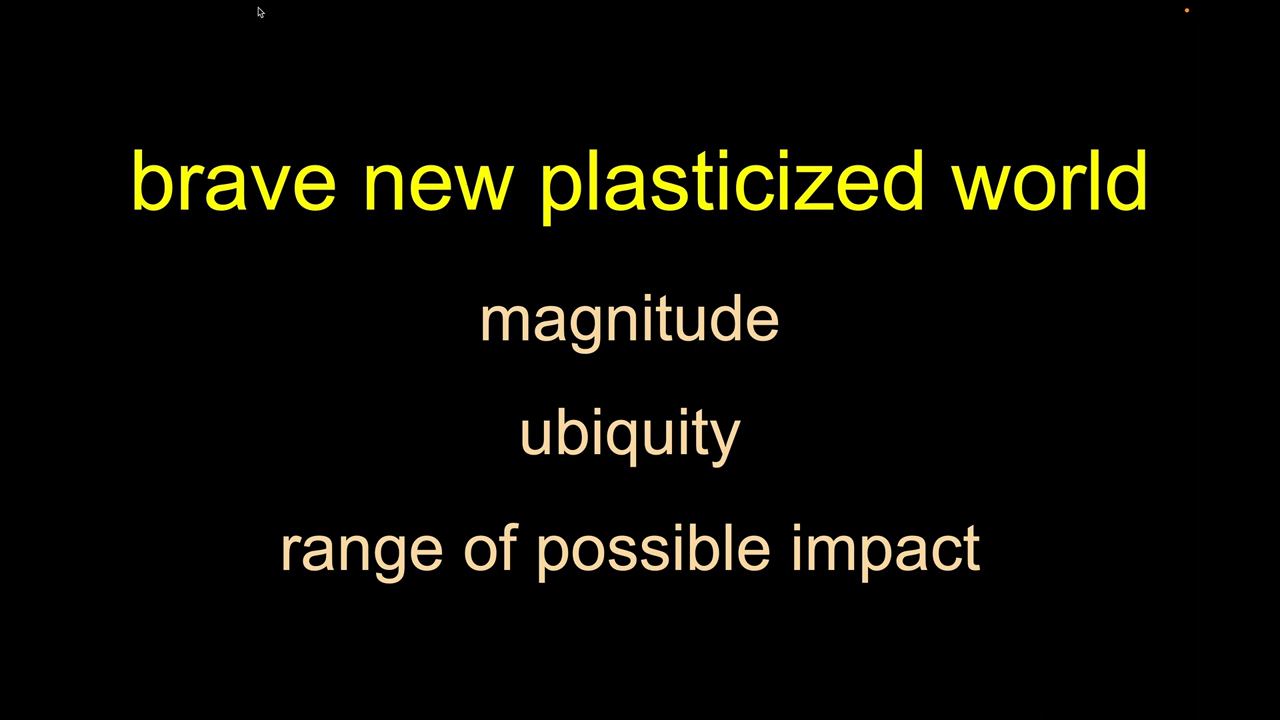 brave new plasticized world
magnitude
ubiquity
range of possible impact